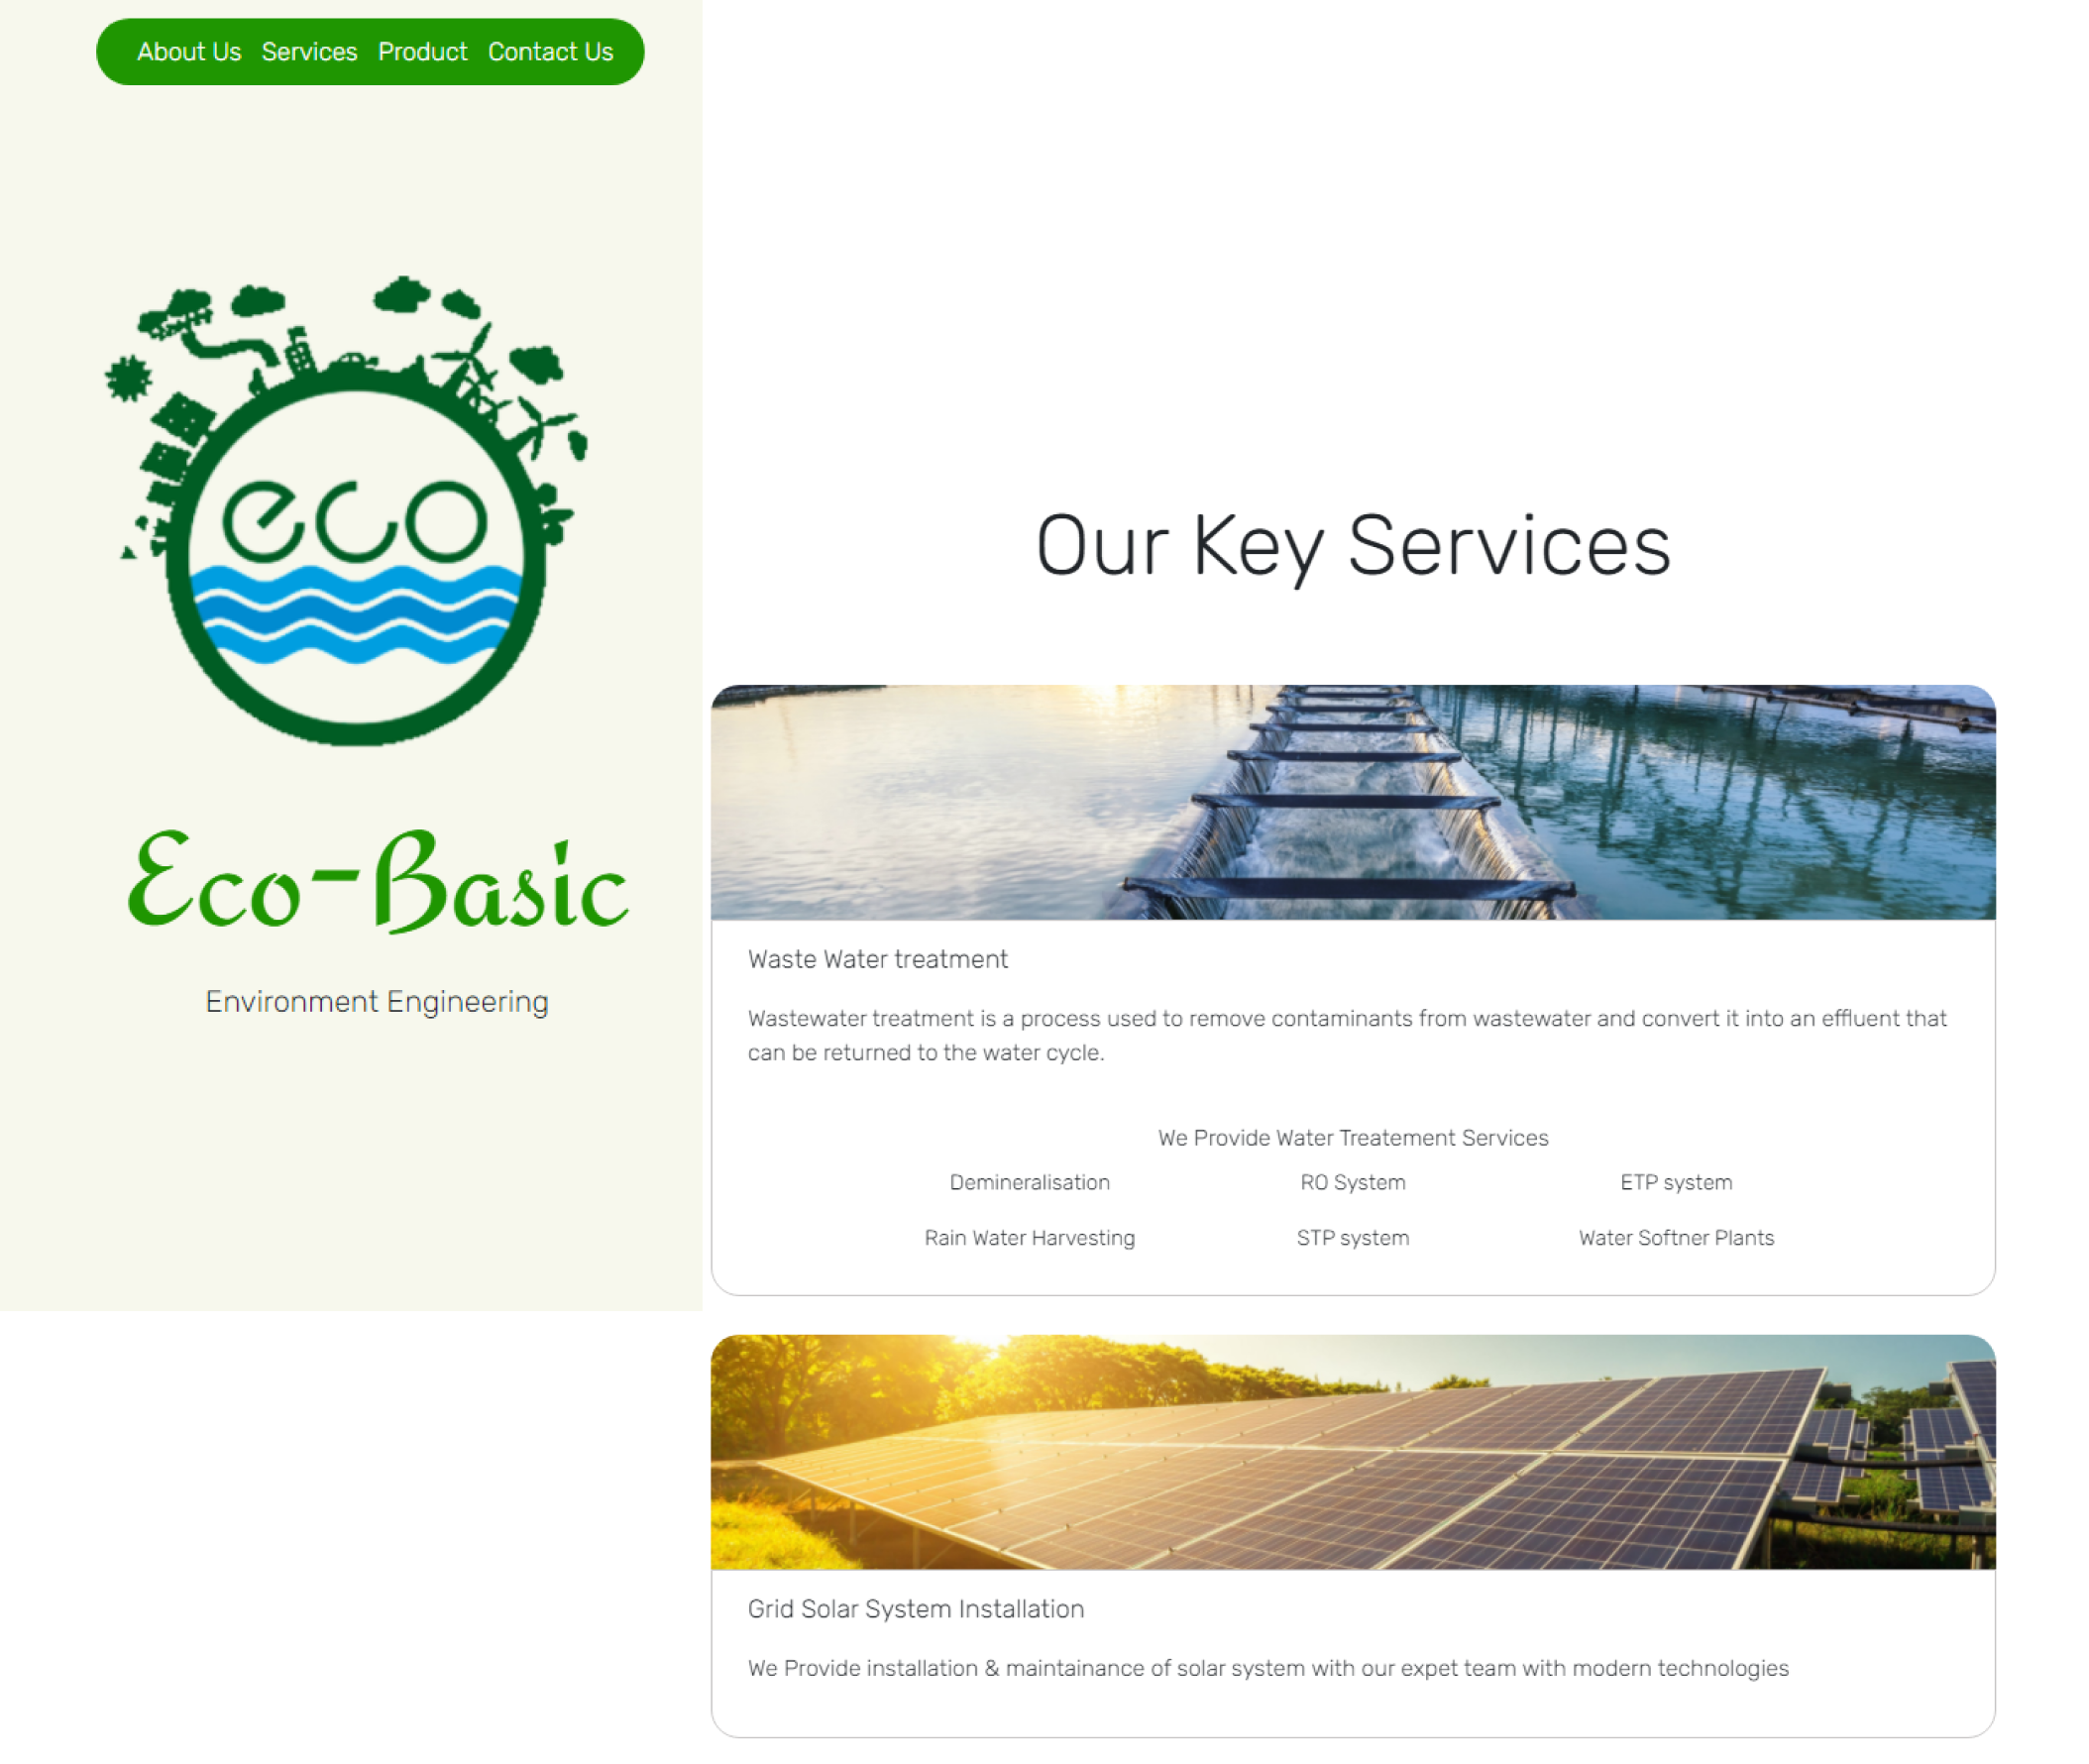 About Us Services Product Contact Us
eco
Eco-Basic
Environment Engineering
Our Key Services
Waste Water treatment
Wastewater treatment is a process used to remove contaminants from wastewater and convert it into an effluent that
can be returned to the water cycle.
We Provide Water Treatement Services
Demineralisation RO System ETP system
Rain Water Harvesting STP system Water Softner Plants
Grid Solar System Installation
We Provide installation & maintainance of solar system with our expet team with modern technologies